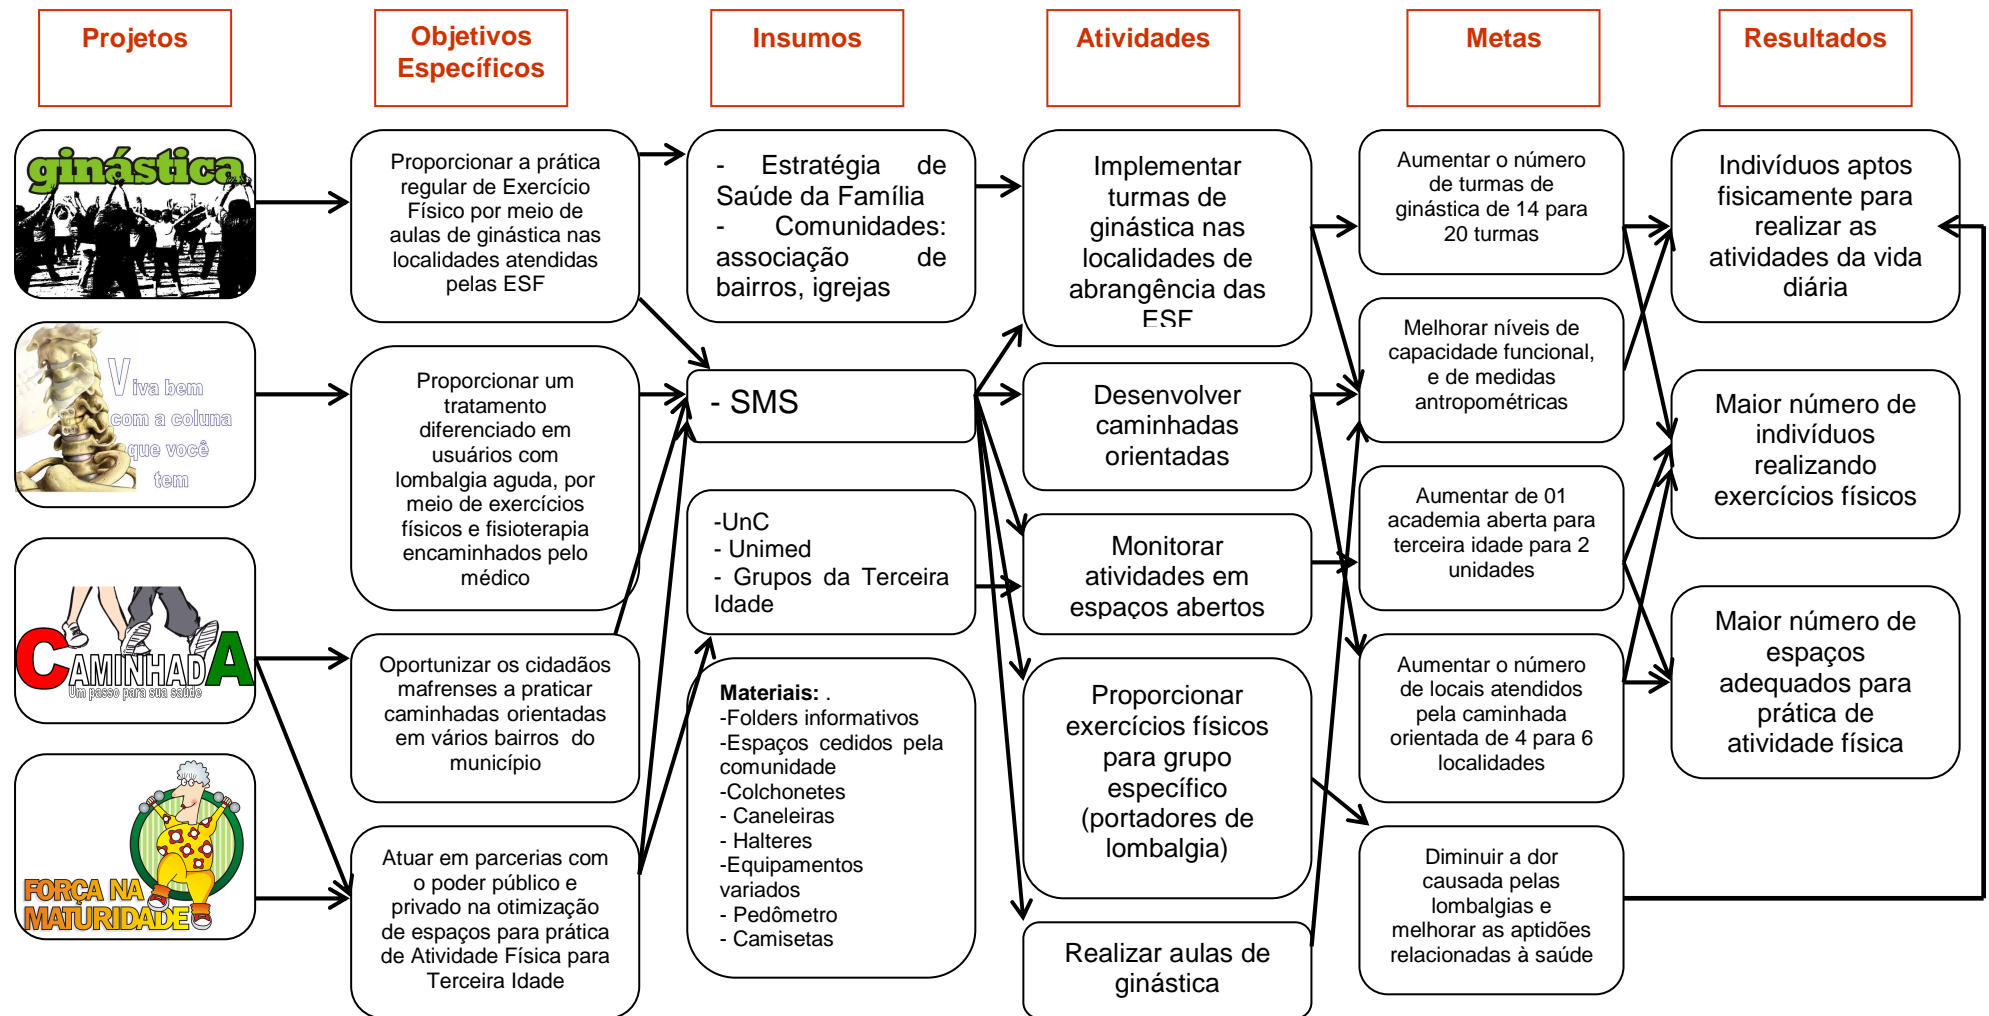 Projetos
Objetivos
Específicos
Insumos
Atividades
Metas
Resultados
ginástica
Viva bem
com a coluna
que você
tem
CAMINHADA
Um passo para sua saúde
FORÇA NA
MATURIDADE
Proporcionar a prática
regular de Exercício
Físico por meio de
aulas de ginástica nas
localidades atendidas
pelas ESF
Proporcionar um
tratamento
diferenciado em
usuários com
lombalgia aguda, por
meio de exercícios
físicos e fisioterapia
encaminhados pelo
médico
Oportunizar os cidadãos
mafrenses a praticar
caminhadas orientadas
em vários bairros do
município
Atuar em parcerias com
o poder público e
privado na otimização
de espaços para prática
de Atividade Física para
Terceira Idade
- Estratégia de
Saúde da Família
- Comunidades:
associação de
bairros, igrejas
- SMS
-UnC
- Unimed
- Grupos da Terceira
Idade
Materiais: .
-Folders informativos
-Espaços cedidos pela
comunidade
-Colchonetes
- Caneleiras
- Halteres
-Equipamentos
variados
- Pedômetro
- Camisetas
Implementar
turmas de
ginástica nas
localidades de
abrangência das
ESF
Desenvolver
caminhadas
orientadas
Monitorar
atividades em
espaços abertos
Proporcionar
exercícios físicos
para grupo
específico
(portadores de
lombalgia)
Realizar aulas de
ginástica
Aumentar o número
de turmas de
ginástica de 14 para
20 turmas
Melhorar níveis de
capacidade funcional,
e de medidas
antropométricas
Aumentar de 01
academia aberta para
terceira idade para 2
unidades
Aumentar o número
de locais atendidos
pela caminhada
orientada de 4 para 6
localidades
Diminuir a dor
causada pelas
lombalgias e
melhorar as aptidões
relacionadas à saúde
Indivíduos aptos
fisicamente para
realizar as
atividades da vida
diária
Maior número de
indivíduos
realizando
exercícios físicos
Maior número de
espaços
adequados para
prática de
atividade física